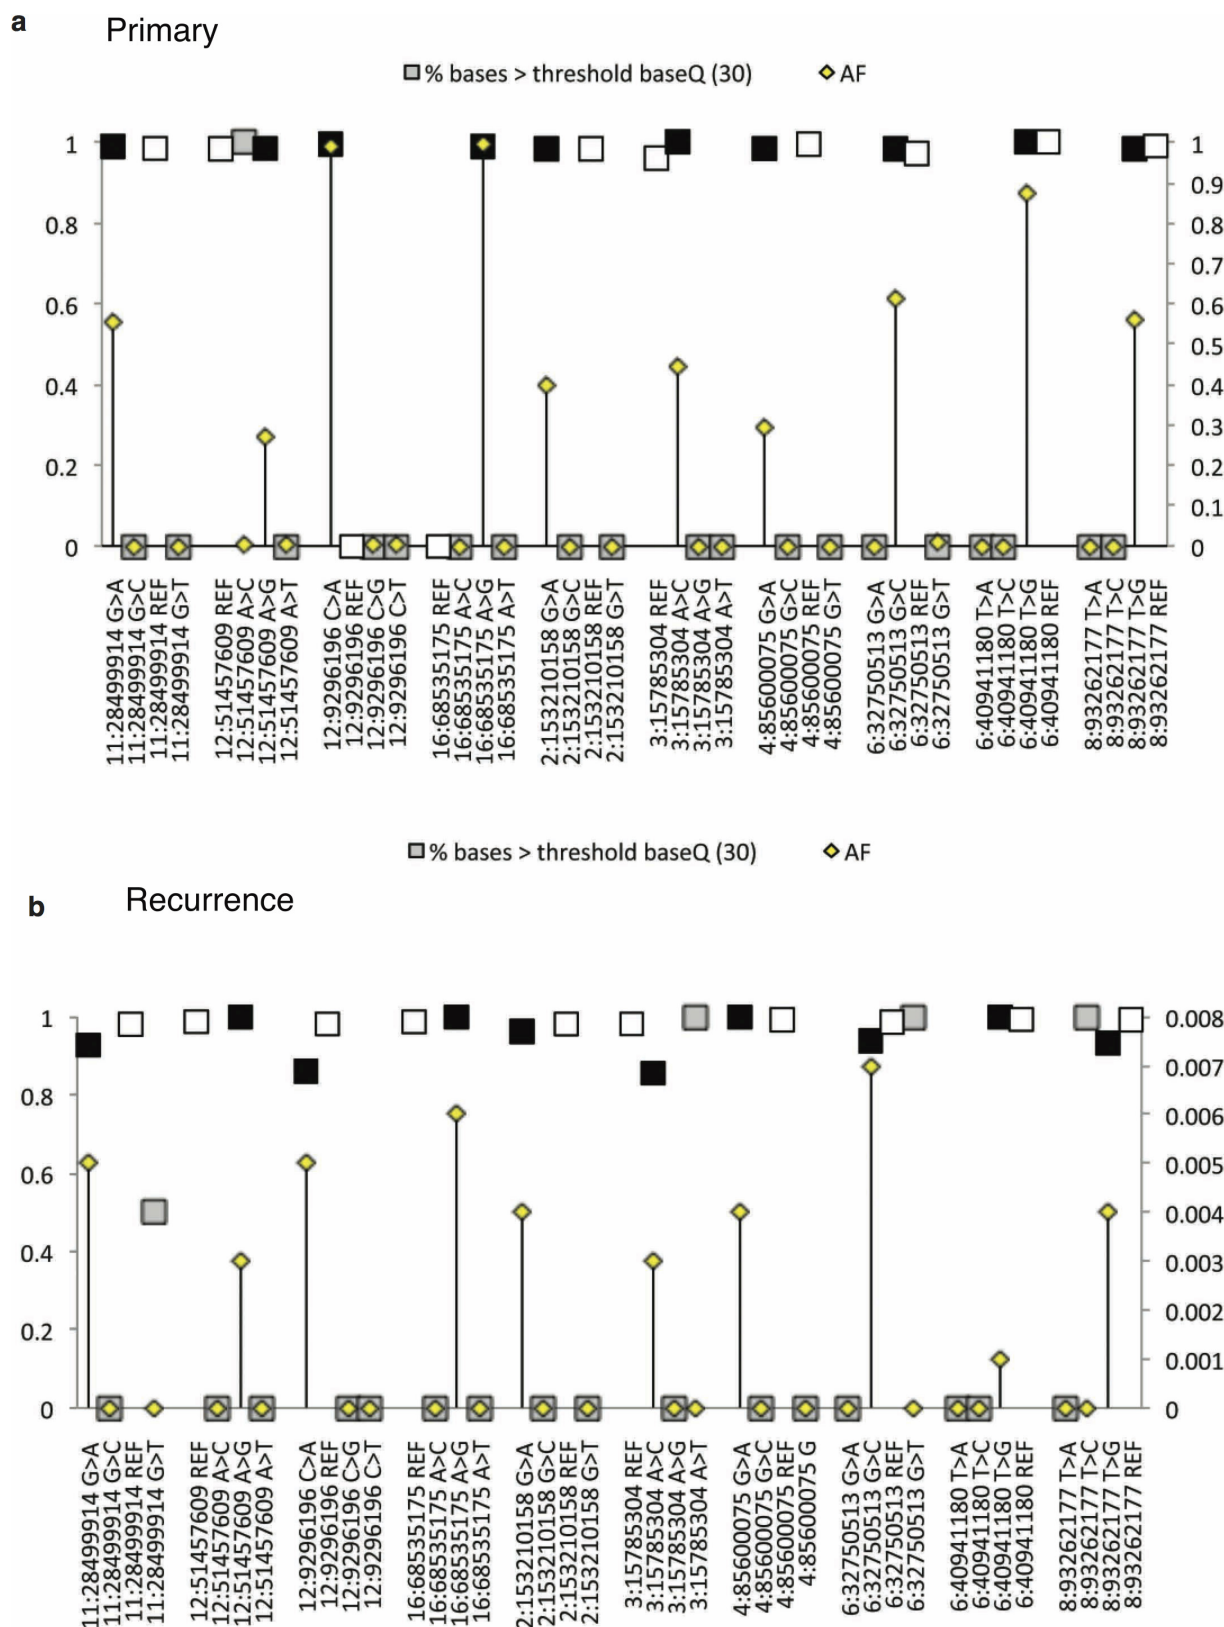 a
Primary
% bases > threshold baseQ (30) AF
1 1
0.9
0.8 0.8
0.7
0.6 0.6
0.5
0.4 0.4
0.3
0.2 0.2
0.1
0 0
11:28499914 G>A
11:28499914 G>C
11:28499914 REF
11:28499914 G>T
12:51457609 REF
12:51457609 A>C
12:51457609 A>G
12:51457609 A>T
12:9296196 C>A
12:9296196 REF
12:9296196 C>G
12:9296196 C>T
16:68535175 REF
16:68535175 A>C
16:68535175 A>G
16:68535175 A>T
2:153210158 G>A
2:153210158 G>C
2:153210158 REF
2:153210158 G>T
3:15785304 REF
3:15785304 A>C
3:15785304 A>G
3:15785304 A>T
4:85600075 G>A
4:85600075 G>C
4:85600075 REF
4:85600075 G>T
6:32750513 G>A
6:32750513 G>C
6:32750513 REF
6:32750513 G>T
6:40941180 T>A
6:40941180 T>C
6:40941180 T>G
6:40941180 REF
8:93262177 T>A
8:93262177 T>C
8:93262177 T>G
8:93262177 REF
% bases > threshold baseQ (30) AF
b
Recurrence
1 0.008
0.007
0.8
0.006
0.6 0.005
0.004
0.4
0.003
0.2 0.002
0.001
0 0
11:28499914 G>A
11:28499914 G>C
11:28499914 REF
11:28499914 G>T
12:51457609 REF
12:51457609 A>C
12:51457609 A>G
12:51457609 A>T
12:9296196 C>A
12:9296196 REF
12:9296196 C>G
12:9296196 C>T
16:68535175 REF
16:68535175 A>C
16:68535175 A>G
16:68535175 A>T
2:153210158 G>A
2:153210158 G>C
2:153210158 REF
2:153210158 G>T
3:15785304 REF
3:15785304 A>C
3:15785304 A>G
3:15785304 A>T
4:85600075 G>A
4:85600075 G>C
4:85600075 REF
4:85600075 G
6:32750513 G>A
6:32750513 G>C
6:32750513 REF
6:32750513 G>T
6:40941180 T>A
6:40941180 T>C
6:40941180 T>G
6:40941180 REF
8:93262177 T>A
8:93262177 T>C
8:93262177 T>G
8:93262177 REF